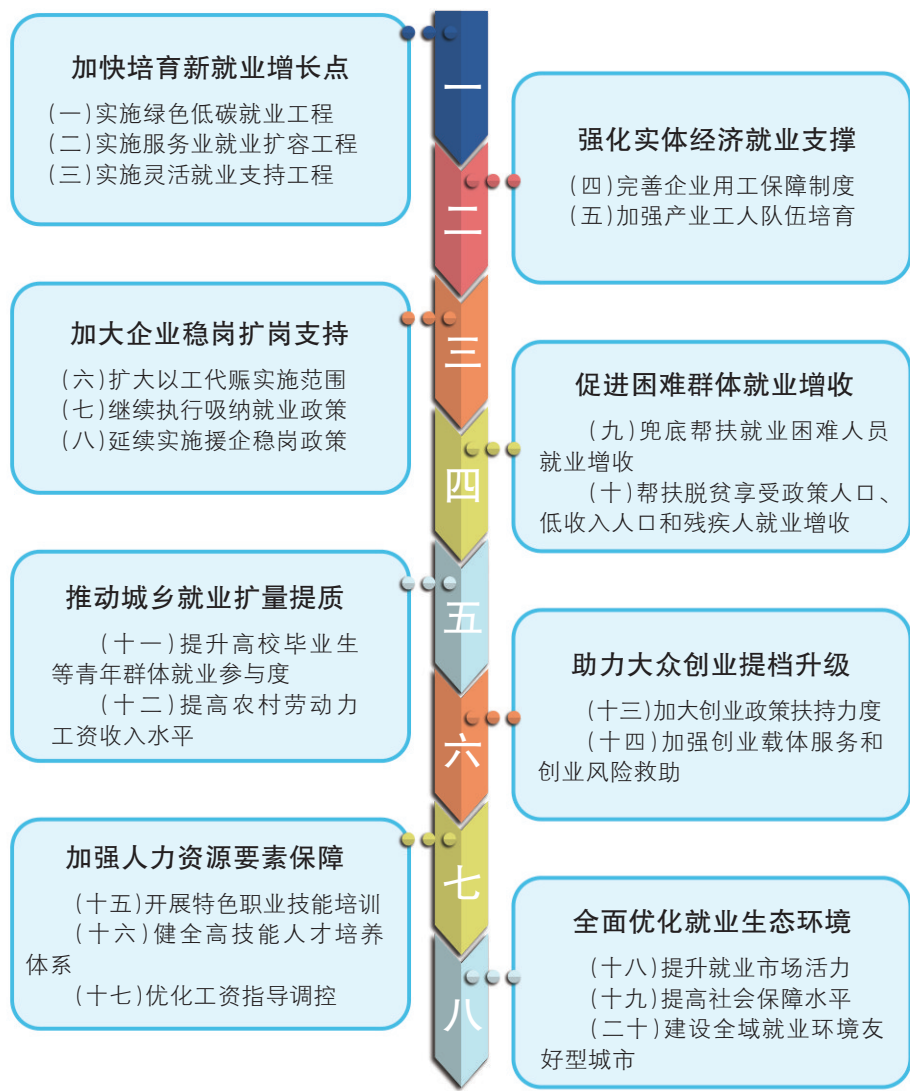 一
加快培育新就业增长点
(一)实施绿色低碳就业工程
(二)实施服务业就业扩容工程
(三)实施灵活就业支持工程
二
强化实体经济就业支撑
(四)完善企业用工保障制度
(五)加强产业工人队伍培育
三
加大企业稳岗扩岗支持
(六)扩大以工代赈实施范围
(七)继续执行吸纳就业政策
(八)延续实施援企稳岗政策
四
促进困难群体就业增收
(九)兜底帮扶就业困难人员
就业增收
(十)帮扶脱贫享受政策人口、
低收入人口和残疾人就业增收
五
推动城乡就业扩量提质
(十一)提升高校毕业生
等青年群体就业参与度
(十二)提高农村劳动力
工资收入水平
六
助力大众创业提档升级
(十三)加大创业政策扶持力度
(十四)加强创业载体服务和
创业风险救助
七
加强人力资源要素保障
(十五)开展特色职业技能培训
(十六)健全高技能人才培养
体系
(十七)优化工资指导调控
八
全面优化就业生态环境
(十八)提升就业市场活力
(十九)提高社会保障水平
(二十)建设全域就业环境友
好型城市